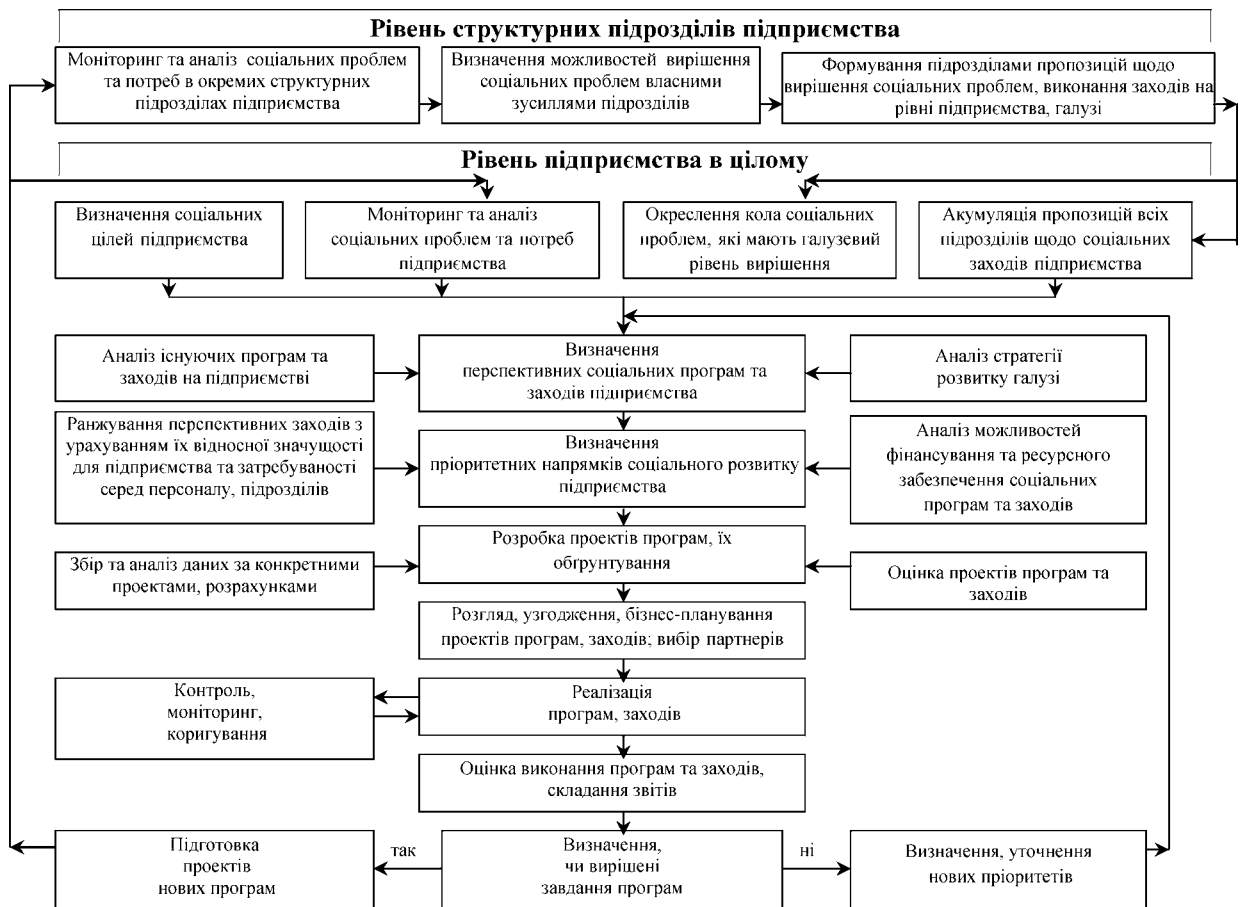 Рівень структурних підрозділів підприємства
Моніторинг та аналіз соціальних проблем
та потреб в окремих структурних
підрозділах підприємства
Визначення можливостей вирішення
соціальних проблем власними
зусиллями підрозділів
Формування підрозділами пропозицій щодо
вирішення соціальних проблем, виконання заходів на
рівні підприємства, галузі
Рівень підприємства в цілому
Визначення соціальних
цілей підприємства
Моніторинг та аналіз
соціальних проблем та потреб
підприємства
Окреслення кола соціальних
проблем, які мають галузевий
рівень вирішення
Акумуляція пропозицій всіх
підрозділів щодо соціальних
заходів підприємства
Аналіз існуючих програм та
заходів на підприємстві
Визначення
перспективних соціальних програм та
заходів підприємства
Аналіз стратегії
розвитку галузі
Ранжування перспективних заходів з
урахуванням їх відносної значущості
для підприємства та затребуваності
серед персоналу, підрозділів
Визначення
пріоритетних напрямків соціального розвитку
підприємства
Аналіз можливостей
фінансування та ресурсного
забезпечення соціальних
програм та заходів
Збір та аналіз даних за конкретними
проектами, розрахунками
Розробка проектів програм, їх
обґрунтування
Оцінка проектів програм та
заходів
Розгляд, узгодження, бізнес-планування
проектів програм, заходів; вибір партнерів
Контроль,
моніторинг,
коригування
Реалізація
програм, заходів
Оцінка виконання програм та заходів,
складання звітів
Підготовка
проектів
нових програм
так
Визначення,
чи вирішені
завдання програм
ні
Визначення, уточнення
нових пріоритетів